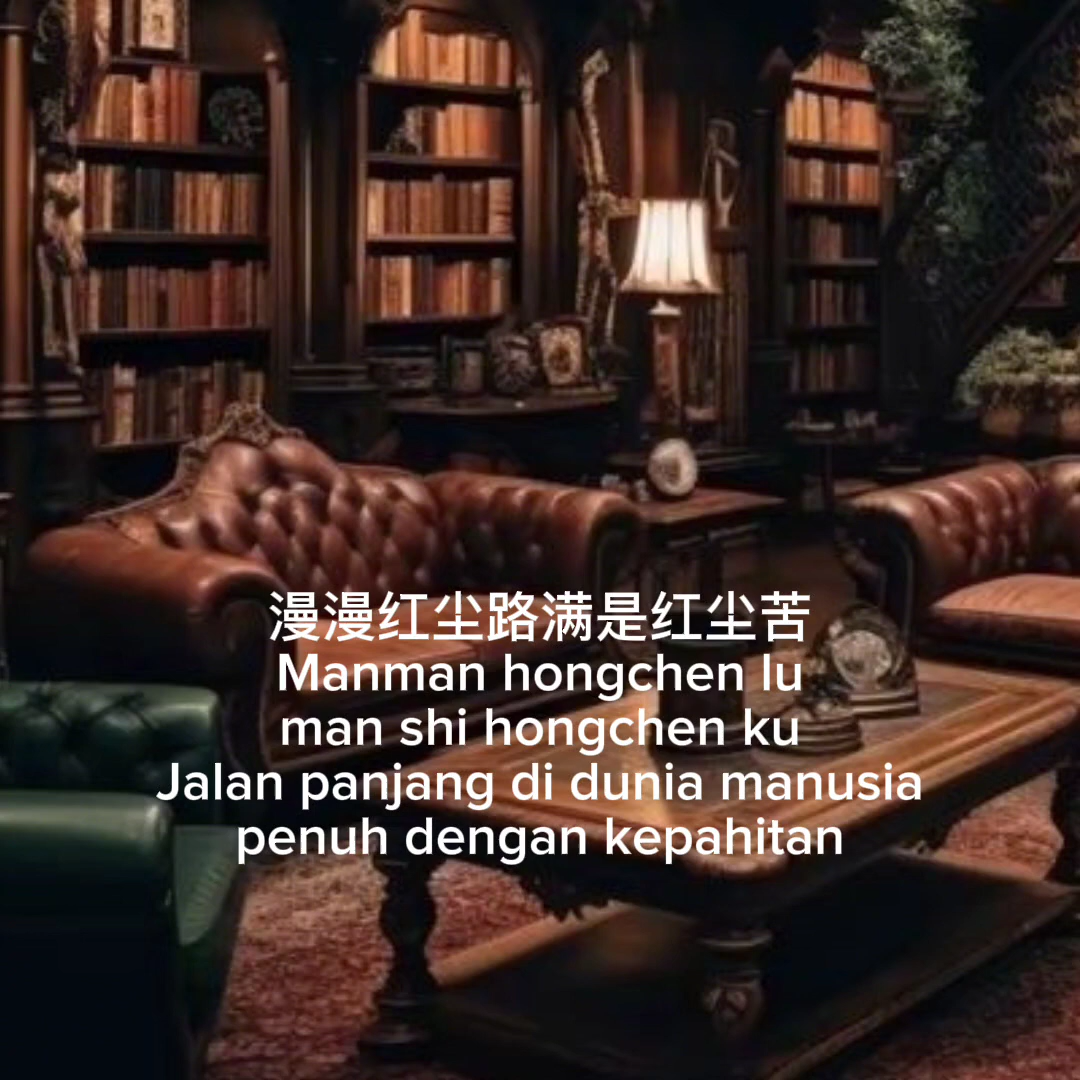 漫漫红尘路满是红尘苦
Manman hongchen lu
man shi hongchen ku
Jalan panjang di dunia manusia
penuh dengan kepahitan